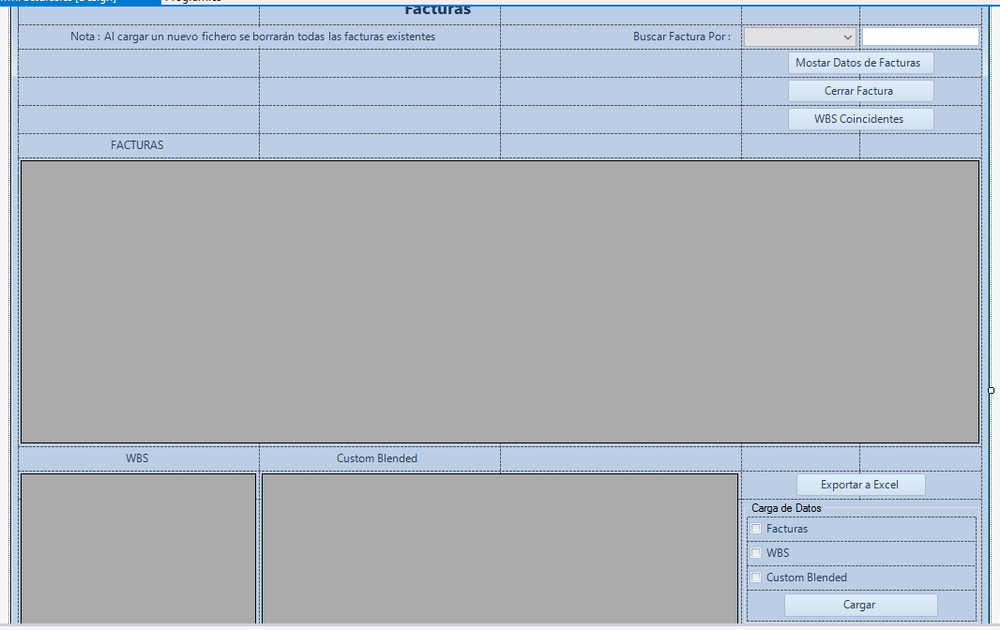 Facturas
Nota : Al cargar un nuevo fichero se borrarán todas las facturas existentes
Buscar Factura Por :
Mostar Datos de Facturas
Cerrar Factura
WBS Coincidentes
FACTURAS
WBS
Custom Blended
Exportar a Excel
Carga de Datos
Facturas
WBS
Custom Blended
Cargar